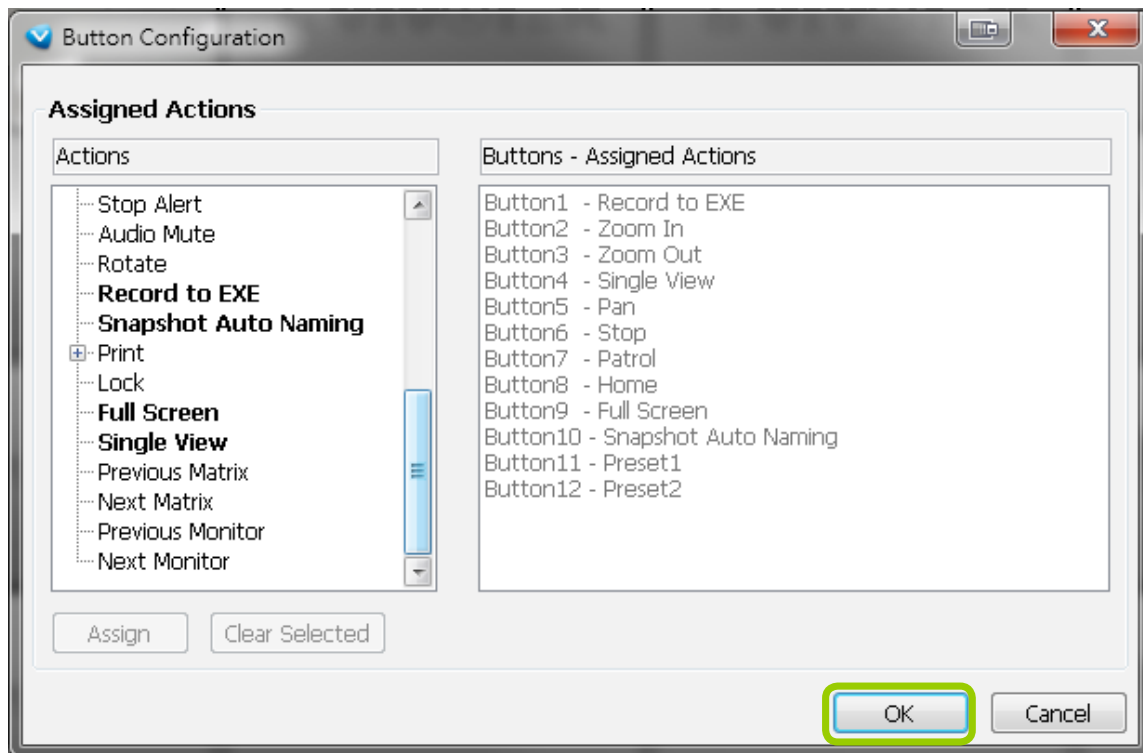 Button Configuration
Assigned Actions
Actions
Stop Alert
Audio Mute
Rotate
Record to EXE
Snapshot Auto Naming
Print
Lock
Full Screen
Single View
Previous Matrix
Next Matrix
Previous Monitor
Next Monitor
Buttons - Assigned Actions
Button1 - Record to EXE
Button2 - Zoom In
Button3 - Zoom Out
Button4 - Single View
Button5 - Pan
Button6 - Stop
Button7 - Patrol
Button8 - Home
Button9 - Full Screen
Button10 - Snapshot Auto Naming
Button11 - Preset1
Button12 - Preset2
Assign
Clear Selected
OK
Cancel